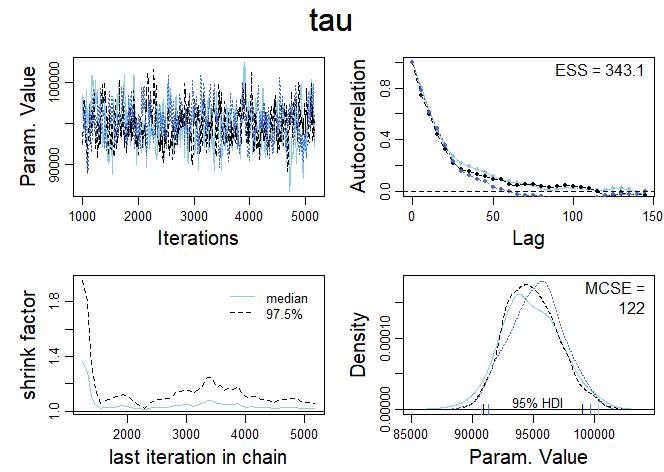 tau
Param. Value
90000
100000
1000
2000
3000
4000
5000
Iterations
Autocorrelation
0.0
0.4
0.8
ESS = 343.1
0
50
100
150
Lag
shrink factor
1.0
1.4
1.8
median
97.5%
2000
3000
4000
5000
last iteration in chain
Density
0.00000
0.00010
MCSE =
122
95% HDI
85000
90000
95000
100000
Param. Value